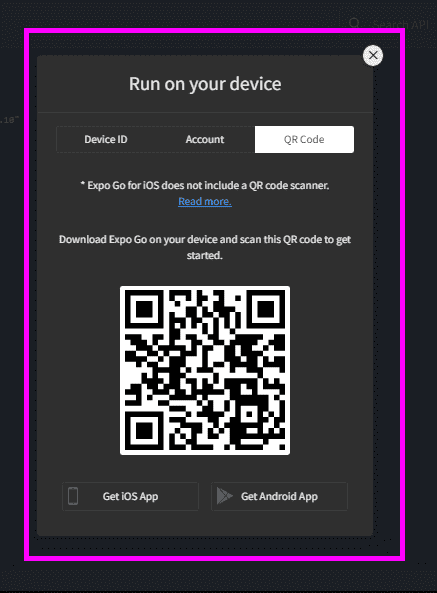 Search API
.10"
Run on your device
Device ID
Account
QR Code
* Expo Go for iOS does not include a QR code scanner.
Read more.
Download Expo Go on your device and scan this QR code to get
started.
Get iOS App
Get Android App